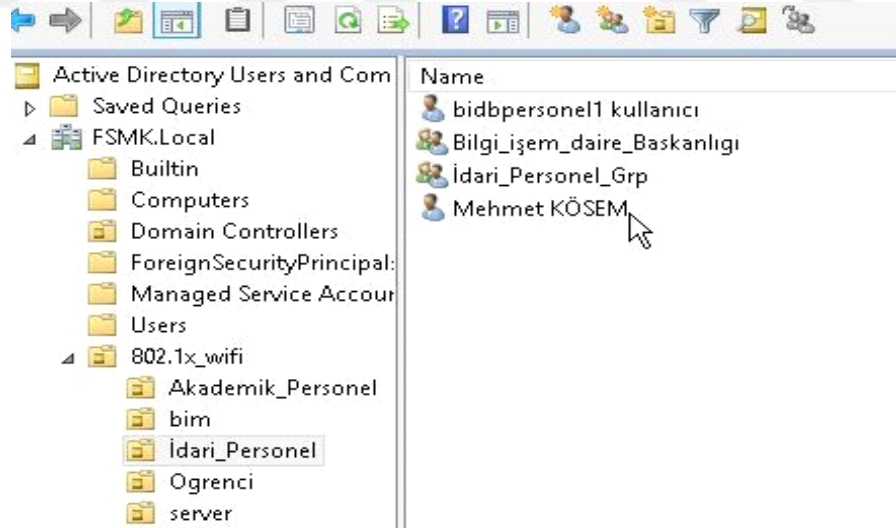 Active Directory Users and Com
Saved Queries
FSMK.Local
Builtin
Computers
Domain Controllers
ForeignSecurityPrincipal:
Managed Service Accour
Users
802.1x_wifi
Akademik_Personel
bim
İdari_Personel
Ogrenci
server
Name
bidbpersonel1 kullanıcı
Bilgi_işem_daire_Baskanlıgı
İdari_Personel_Grp
Mehmet KÖSEM